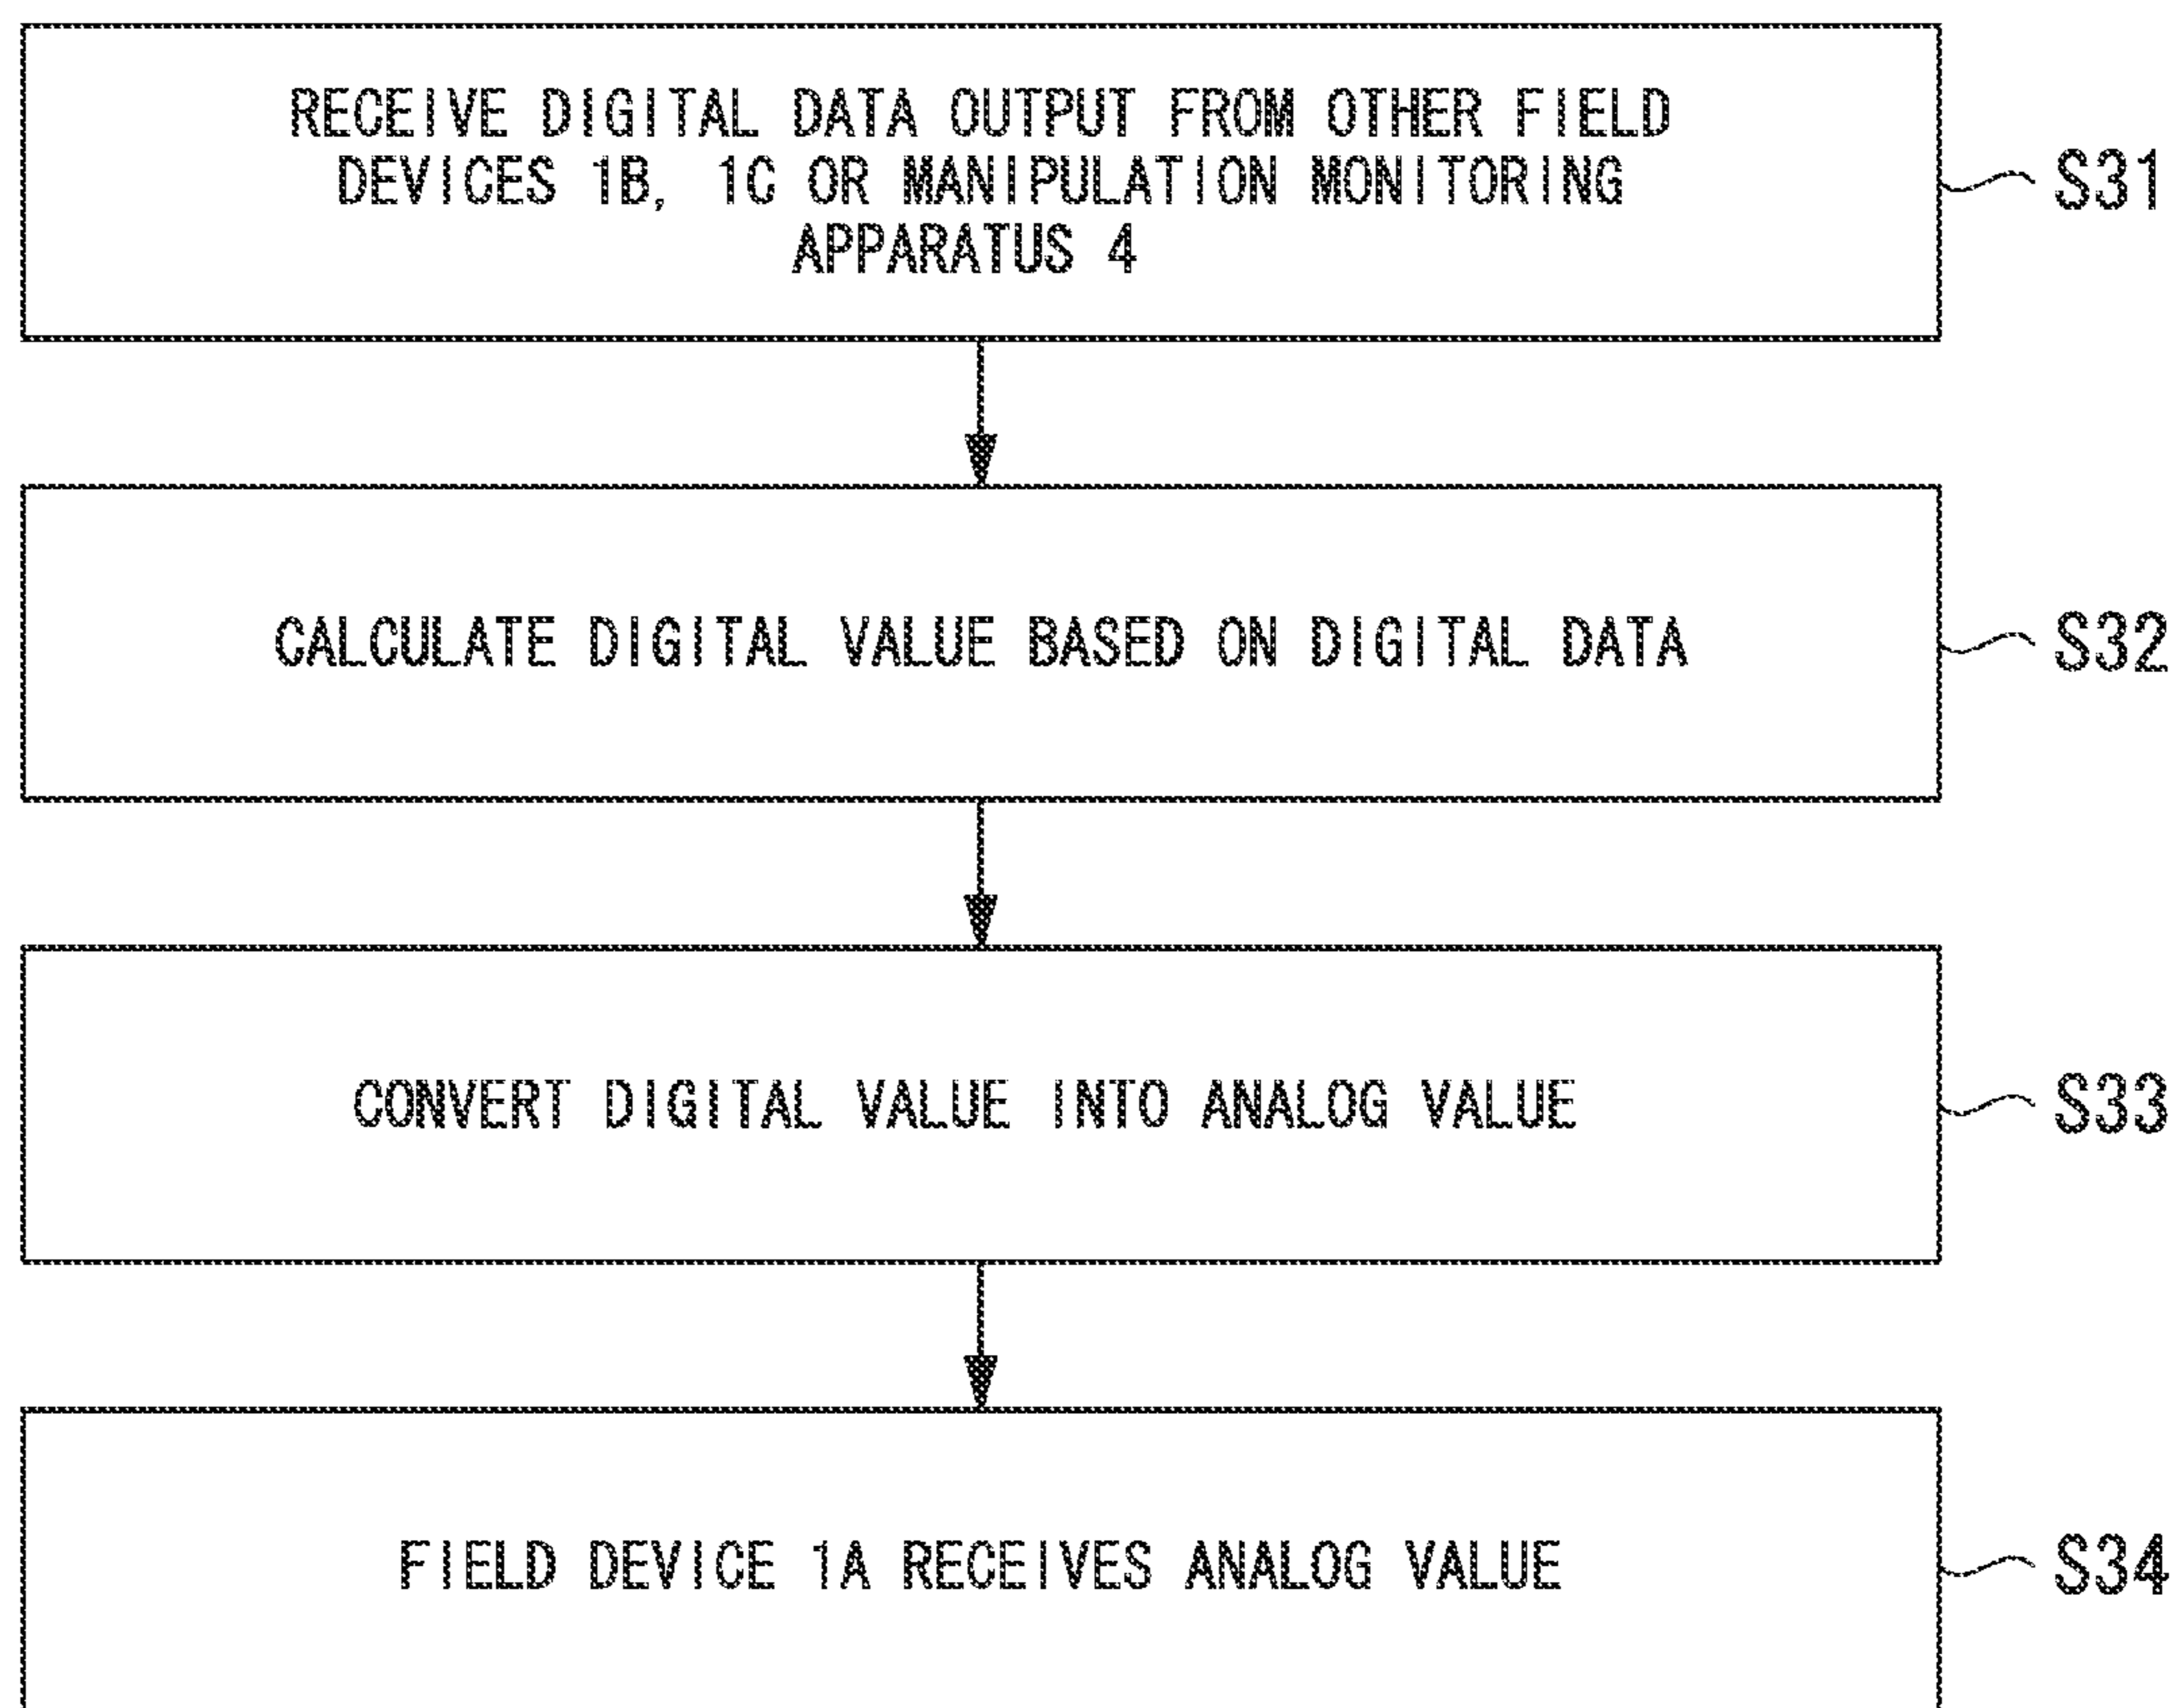 RECEIVE DIGITAL DATA OUTPUT FROM OTHER FIELD
DEVICES 1B, 1C OR MANIPULATION MONITORING
APPARATUS 4
S31
CALCULATE DIGITAL VALUE BASED ON DIGITAL DATA
S32
CONVERT DIGITAL VALUE INTO ANALOG VALUE
S33
FIELD DEVICE 1A RECEIVES ANALOG VALUE
S34